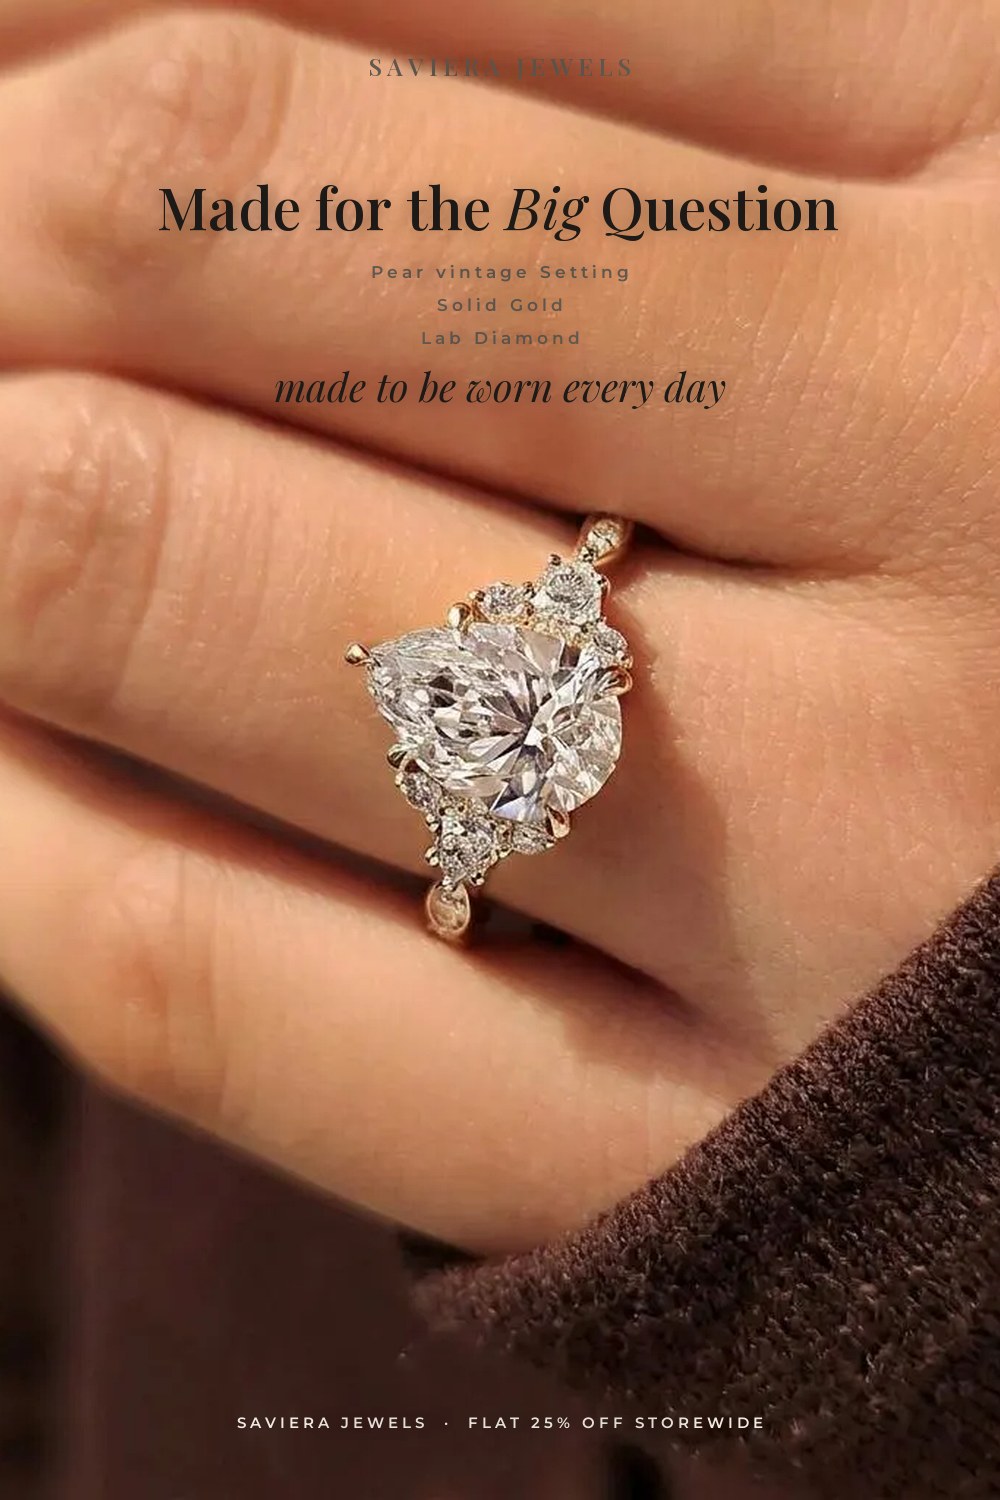 SAVIERA JEWELS
Made for the Big Question
Pear vintage Setting
Solid Gold
Lab Diamond
made to be worn every day
SAVIERA JEWELS · FLAT 25% OFF STOREWIDE